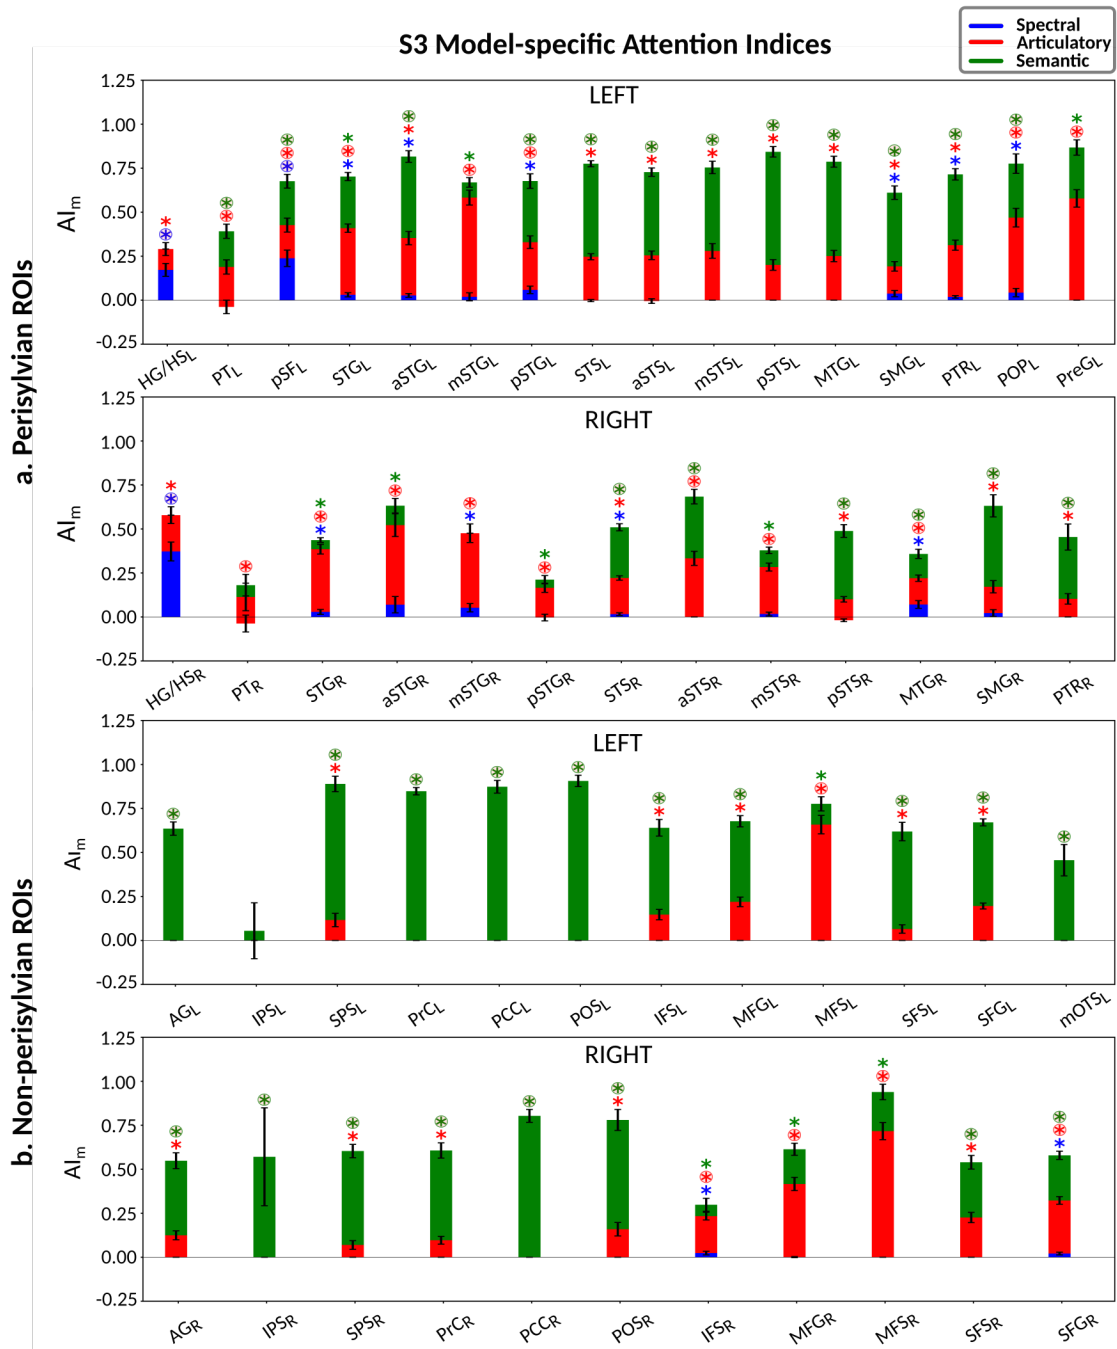 S3 Model-specific Attention Indices
Spectral
Articulatory
Semantic
a. Perisylvian ROIs
LEFT
AIm
1.25
1.00
0.75
0.50
0.25
0.00
-0.25
HG/HSL PTL pSFL STGL aSTGL mSTGL pSTGL STSL aSTSL mSTSL pSTSL MTGL SMGL PTRL POPL PreGL
RIGHT
AIm
1.25
1.00
0.75
0.50
0.25
0.00
-0.25
HG/HSR PTR STGR aSTGR mSTGR pSTGR STSR aSTSR mSTSR pSTSR MTGR SMGR PTRR
b. Non-perisylvian ROIs
LEFT
AIm
1.25
1.00
0.75
0.50
0.25
0.00
-0.25
AGL IPSL SPSL PrCL PCCL POSL IFSL MFGL MFSL SFSL SFGL mOTSL
RIGHT
AIm
1.25
1.00
0.75
0.50
0.25
0.00
-0.25
AGR IPSR SPSR PrCR PCCR POSR IFSR MFGR MFSR SFSR SFGR